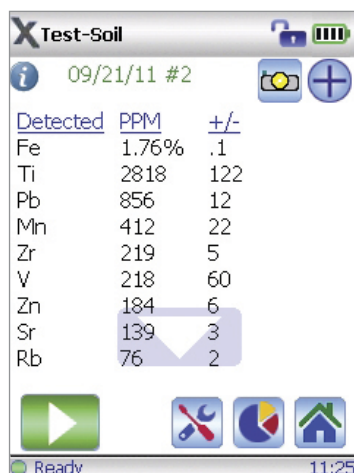 X Test-Soil
09/21/11 #2
Detected PPM +/-
Fe 1.76% .1
Ti 2818 122
Pb 856 12
Mn 412 22
Zr 219 5
V 218 60
Zn 184 6
Sr 139 3
Rb 76 2
Ready 11:25